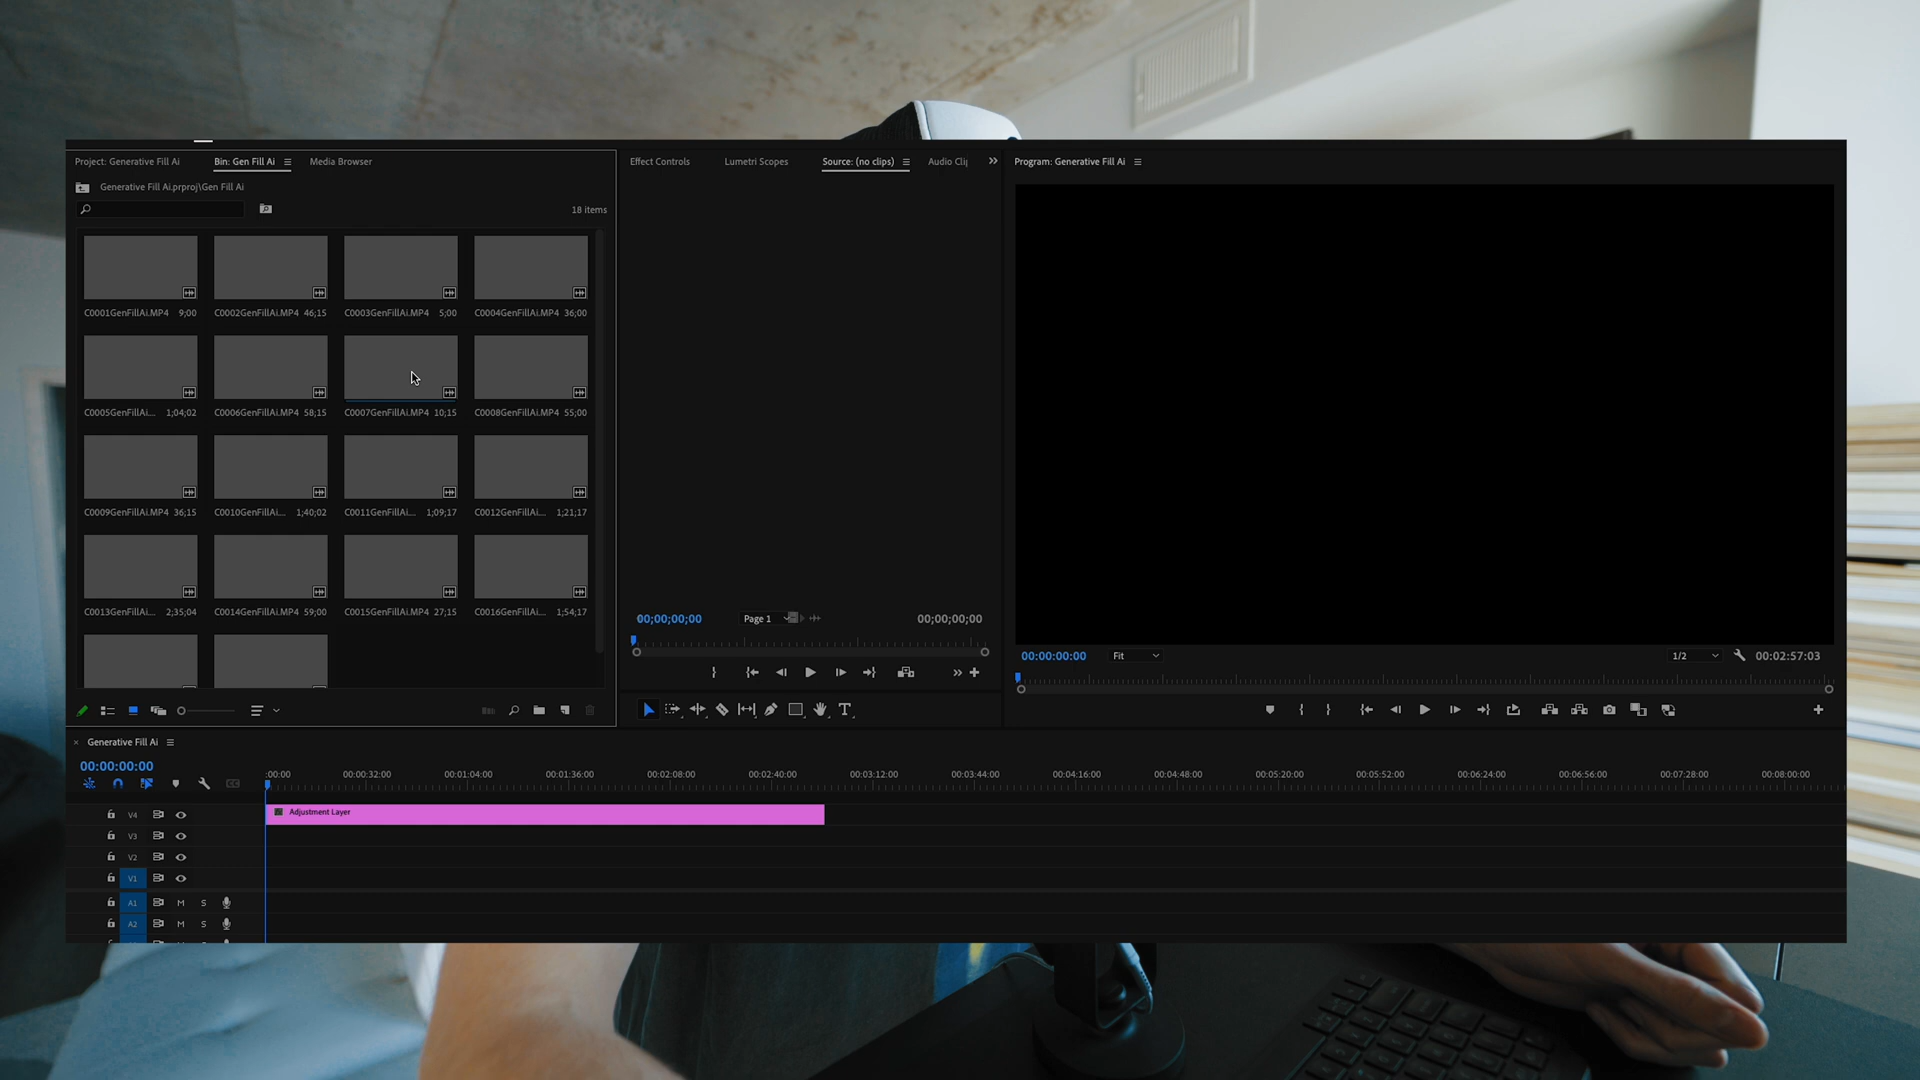 Project: Generative Fill Ai
Bin: Gen Fill Ai
Media Browser
Generative Fill Ai.prproj\Gen Fill Ai
18 items
C0001GenFillAi.MP4 9;00
C0002GenFillAi.MP4 46;15
C0003GenFillAi.MP4 5;00
C0004GenFillAi.MP4 36;00
C0005GenFillAi... 1;04;02
C0006GenFillAi.MP4 58;15
C0007GenFillAi.MP4 10;15
C0008GenFillAi.MP4 55;00
C0009GenFillAi.MP4 36;15
C0010GenFillAi... 1;40;02
C0011GenFillAi... 1;09;17
C0012GenFillAi... 1;21;17
C0013GenFillAi... 2;35;04
C0014GenFillAi.MP4 59;00
C0015GenFillAi.MP4 27;15
C0016GenFillAi... 1;54;17
Effect Controls
Lumetri Scopes
Source: (no clips)
Audio Cli
00;00;00;00
Page 1
00;00;00;00
Program: Generative Fill Ai
00:00:00:00
Fit
1/2
00:02:57:03
Generative Fill Ai
00:00:00:00
:00:00 00:00:32:00 00:01:04:00 00:01:36:00 00:02:08:00 00:02:40:00 00:03:12:00 00:03:44:00 00:04:16:00 00:04:48:00 00:05:20:00 00:05:52:00 00:06:24:00 00:06:56:00 00:07:28:00 00:08:00:00
V4
Adjustment Layer
V3
V2
V1
A1 M S
A2 M S